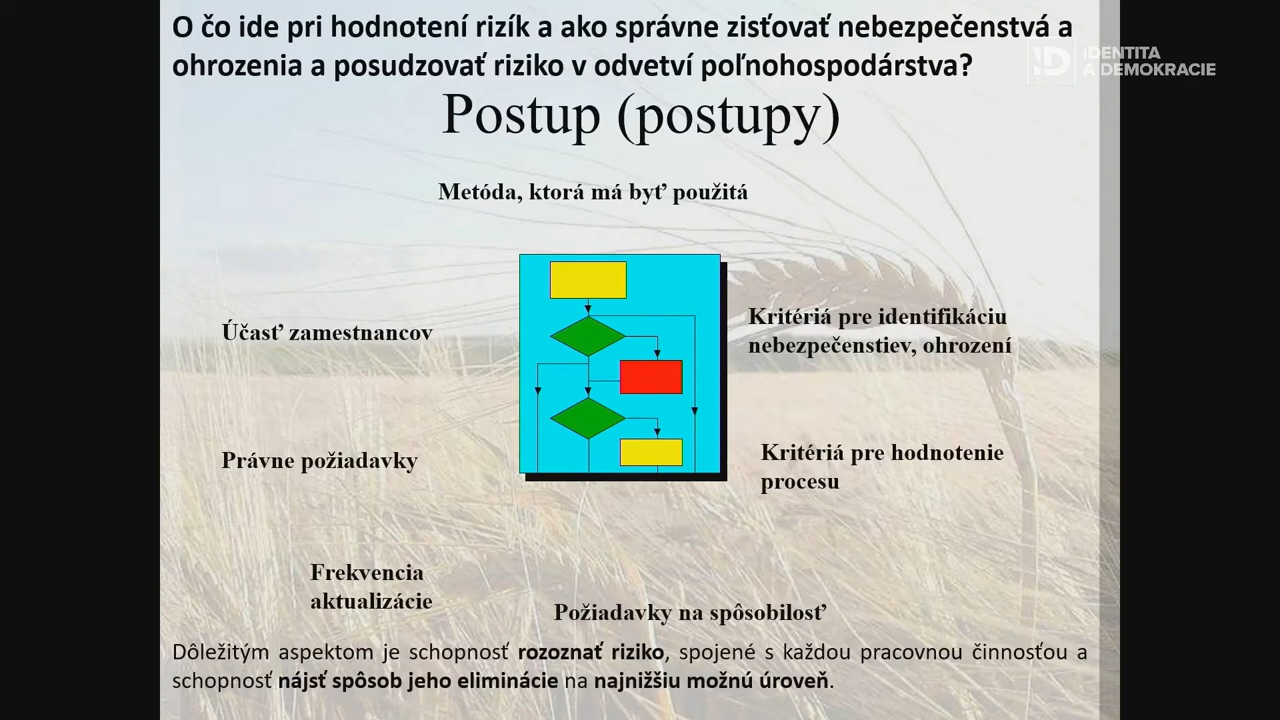 O čo ide pri hodnotení rizík a ako správne zisťovať nebezpečenstvá a
ohrozenia a posudzovať riziko v odvetví poľnohospodárstva?
IDENTITA
A DEMOKRACIE
Postup (postupy)
Metóda, ktorá má byť použitá
Účasť zamestnancov
Kritériá pre identifikáciu
nebezpečenstiev, ohrození
Právne požiadavky
Kritériá pre hodnotenie
procesu
Frekvencia
aktualizácie
Požiadavky na spôsobilosť
Dôležitým aspektom je schopnosť rozoznať riziko, spojené s každou pracovnou činnosťou a
schopnosť nájsť spôsob jeho eliminácie na najnižšiu možnú úroveň.